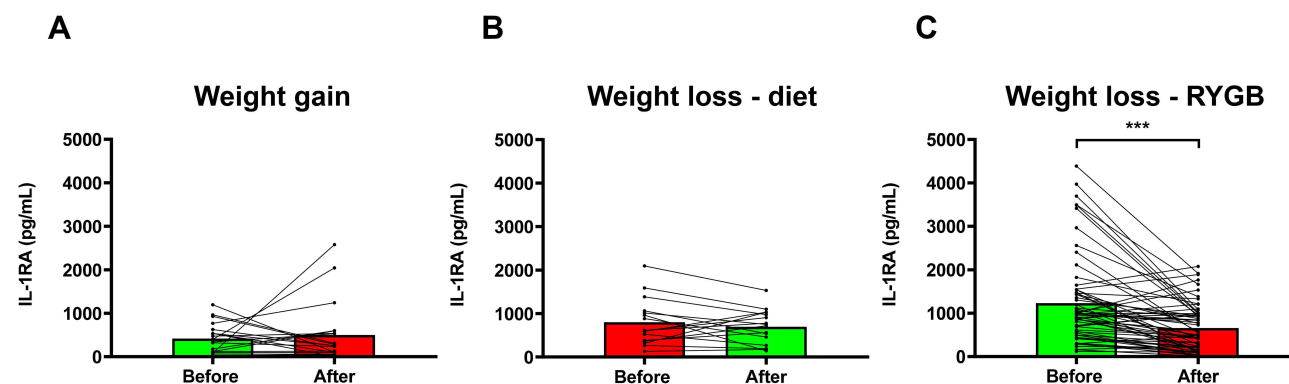 A
Weight gain
IL-1RA (pg/mL)
5000
4000
3000
2000
1000
0
Before After
B
Weight loss - diet
IL-1RA (pg/mL)
5000
4000
3000
2000
1000
0
Before After
C
Weight loss - RYGB
***
IL-1RA (pg/mL)
5000
4000
3000
2000
1000
0
Before After